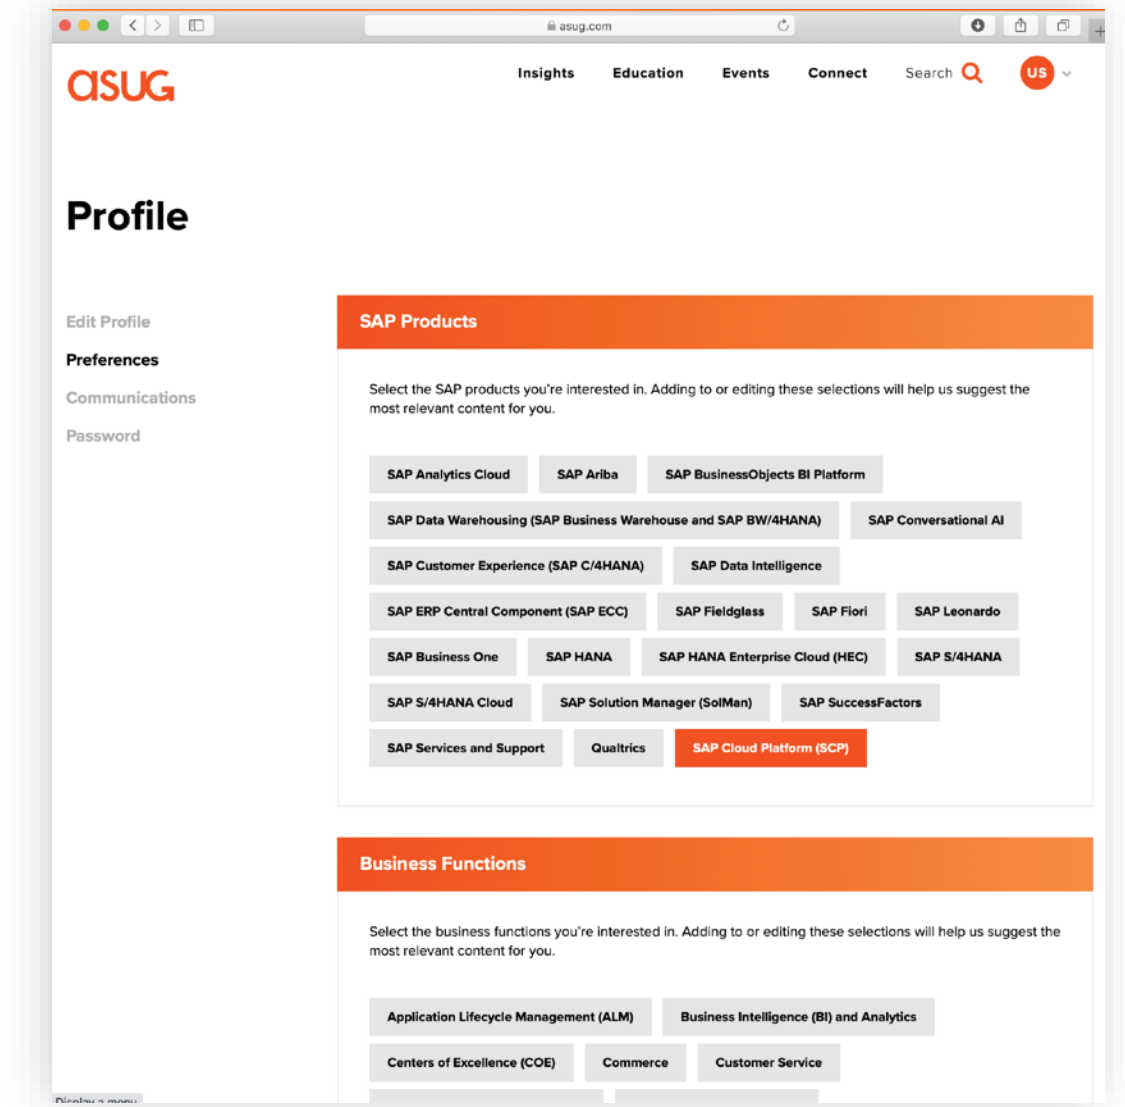 asug.com
asug
Insights Education Events Connect Search US
Profile
Edit Profile
Preferences
Communications
Password
SAP Products
Select the SAP products you're interested in. Adding to or editing these selections will help us suggest the
most relevant content for you.
SAP Analytics Cloud SAP Ariba SAP BusinessObjects BI Platform
SAP Data Warehousing (SAP Business Warehouse and SAP BW/4HANA) SAP Conversational AI
SAP Customer Experience (SAP C/4HANA) SAP Data Intelligence
SAP ERP Central Component (SAP ECC) SAP Fieldglass SAP Fiori SAP Leonardo
SAP Business One SAP HANA SAP HANA Enterprise Cloud (HEC) SAP S/4HANA
SAP S/4HANA Cloud SAP Solution Manager (SolMan) SAP SuccessFactors
SAP Services and Support Qualtrics SAP Cloud Platform (SCP)
Business Functions
Select the business functions you're interested in. Adding to or editing these selections will help us suggest the
most relevant content for you.
Application Lifecycle Management (ALM) Business Intelligence (BI) and Analytics
Centers of Excellence (COE) Commerce Customer Service
Display a menu